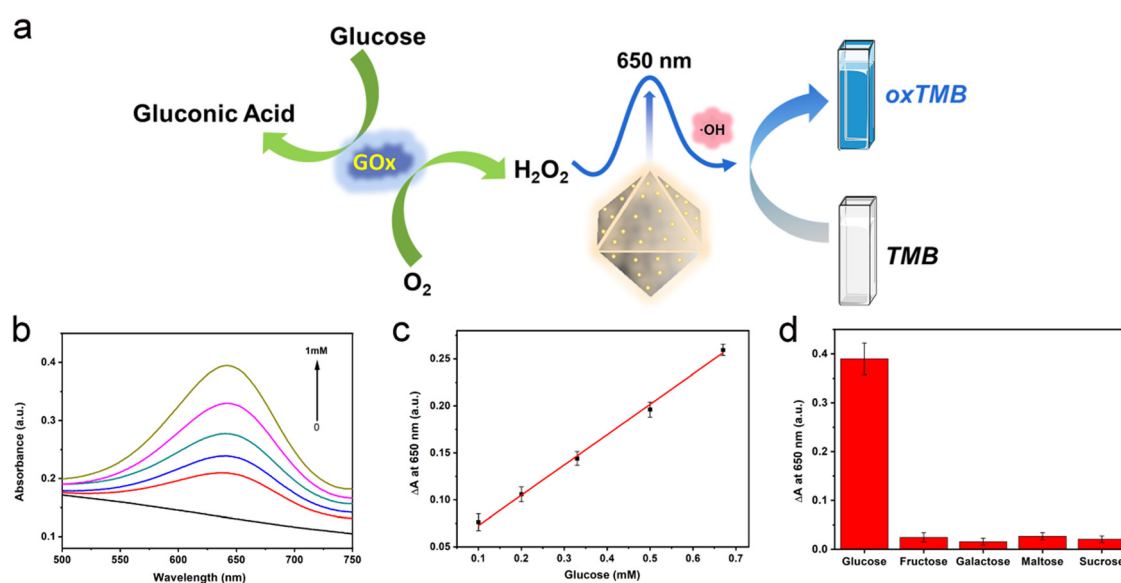 a
Glucose
Gluconic Acid
GOx
O₂
H₂O₂
650 nm
·OH
oxTMB
TMB
b
Absorbance (a.u.)
0.4
0.3
0.2
0.1
1mM
0
500 550 600 650 700 750
Wavelength (nm)
c
ΔA at 650 nm (a.u.)
0.25
0.20
0.15
0.10
0.05
0.1 0.2 0.3 0.4 0.5 0.6 0.7
Glucose (mM)
d
ΔA at 650 nm (a.u.)
0.4
0.3
0.2
0.1
0.0
Glucose Fructose Galactose Maltose Sucrose